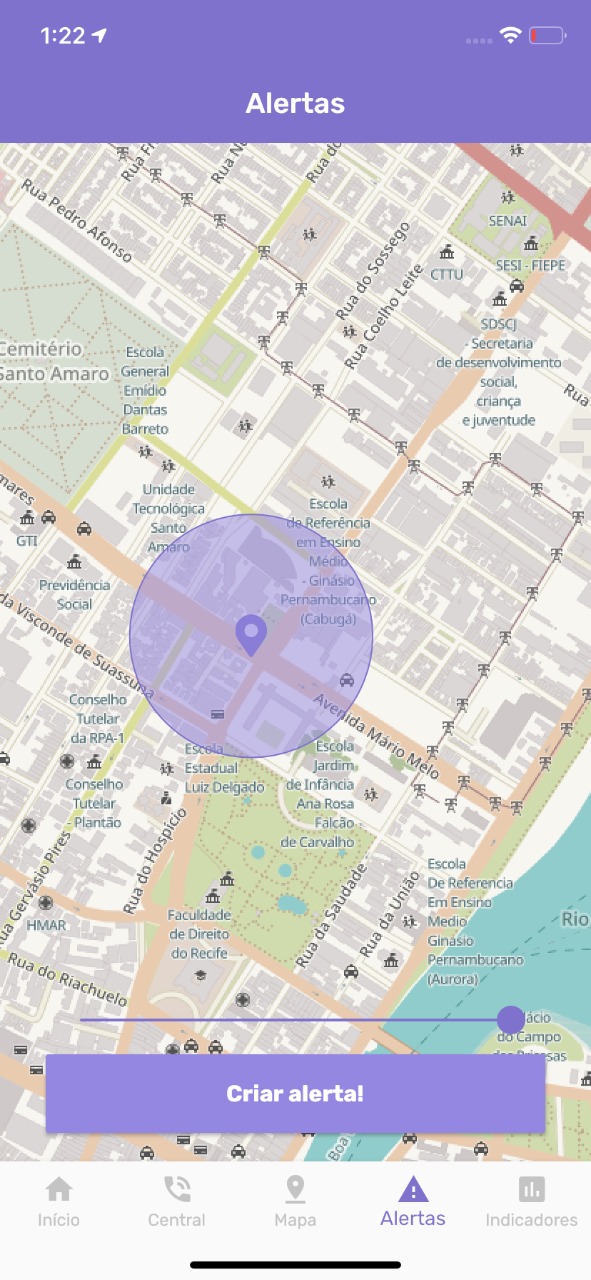 1:22
Alertas
Rua Pedro Afonso
Rua do Sossego
Rua Coelho Leite
SENAI
SESI - FIEPE
CTTU
SDSCJ
- Secretaria
de desenvolvimento
social,
criança
e juventude
Rua
Cemitério
Santo Amaro
Escola
General
Emídio
Dantas
Barreto
Unidade
Tecnológica
Santo
Amaro
Escola
de Referência
em Ensino
Médio
- Ginásio
Pernambucano
(Cabugá)
GTI
Previdência
Social
da Visconde de Suassuna
Conselho
Tutelar
da RPA-1
Conselho
Tutelar
Plantão
Avenida Mário Melo
Escola
Estadual
Luiz Delgado
Escola
Jardim
de Infância
Ana Rosa
Falcão
de Carvalho
Rua do Hospício
Rua Gervásio Pires
HMAR
Rua do Riachuelo
Faculdade
de Direito
do Recife
Rua da Saudade
Rua da União
Escola
De Referencia
Em Ensino
Medio
Ginásio
Pernambucano
(Aurora)
Rio
do Campo
Boa
Criar alerta!
Início
Central
Mapa
Alertas
Indicadores